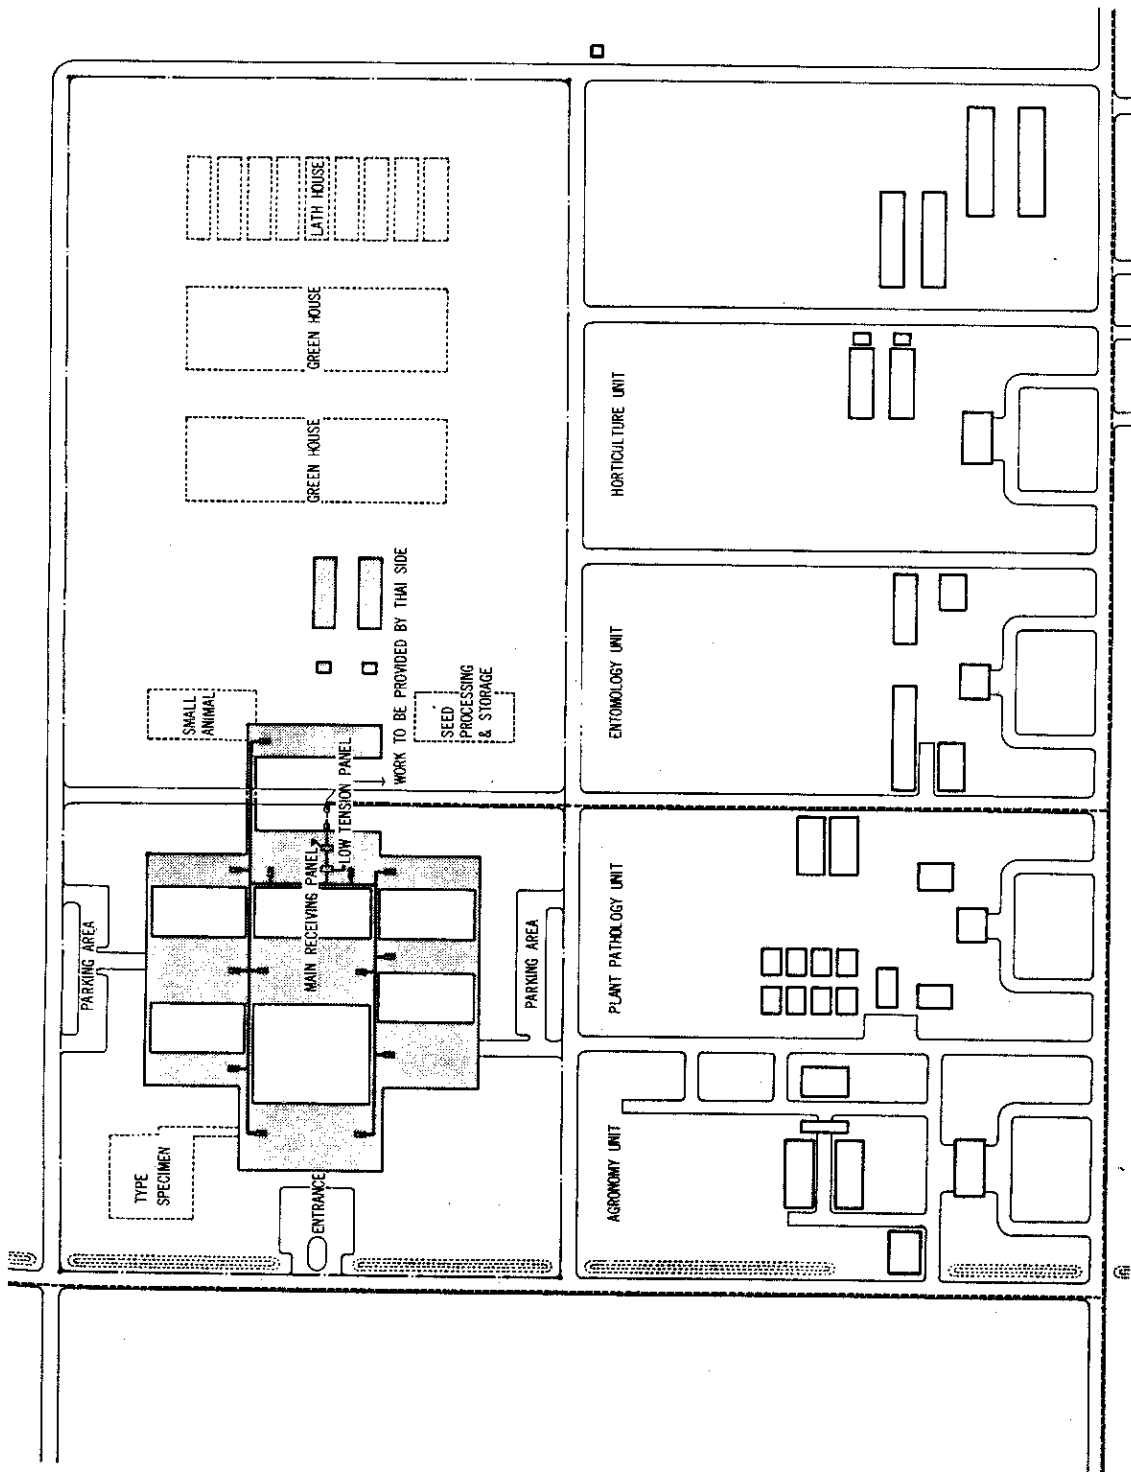 LATH HOUSE
GREEN HOUSE
GREEN HOUSE
HORTICULTURE UNIT
WORK TO BE PROVIDED BY THAI SIDE
SMALL
ANIMAL
SEED
PROCESSING
& STORAGE
ENTOMOLOGY UNIT
LOW TENSION PANEL
MAIN RECEIVING PANEL
PARKING AREA
PARKING AREA
PLANT PATHOLOGY UNIT
TYPE
SPECIMEN
ENTRANCE
AGRONOMY UNIT